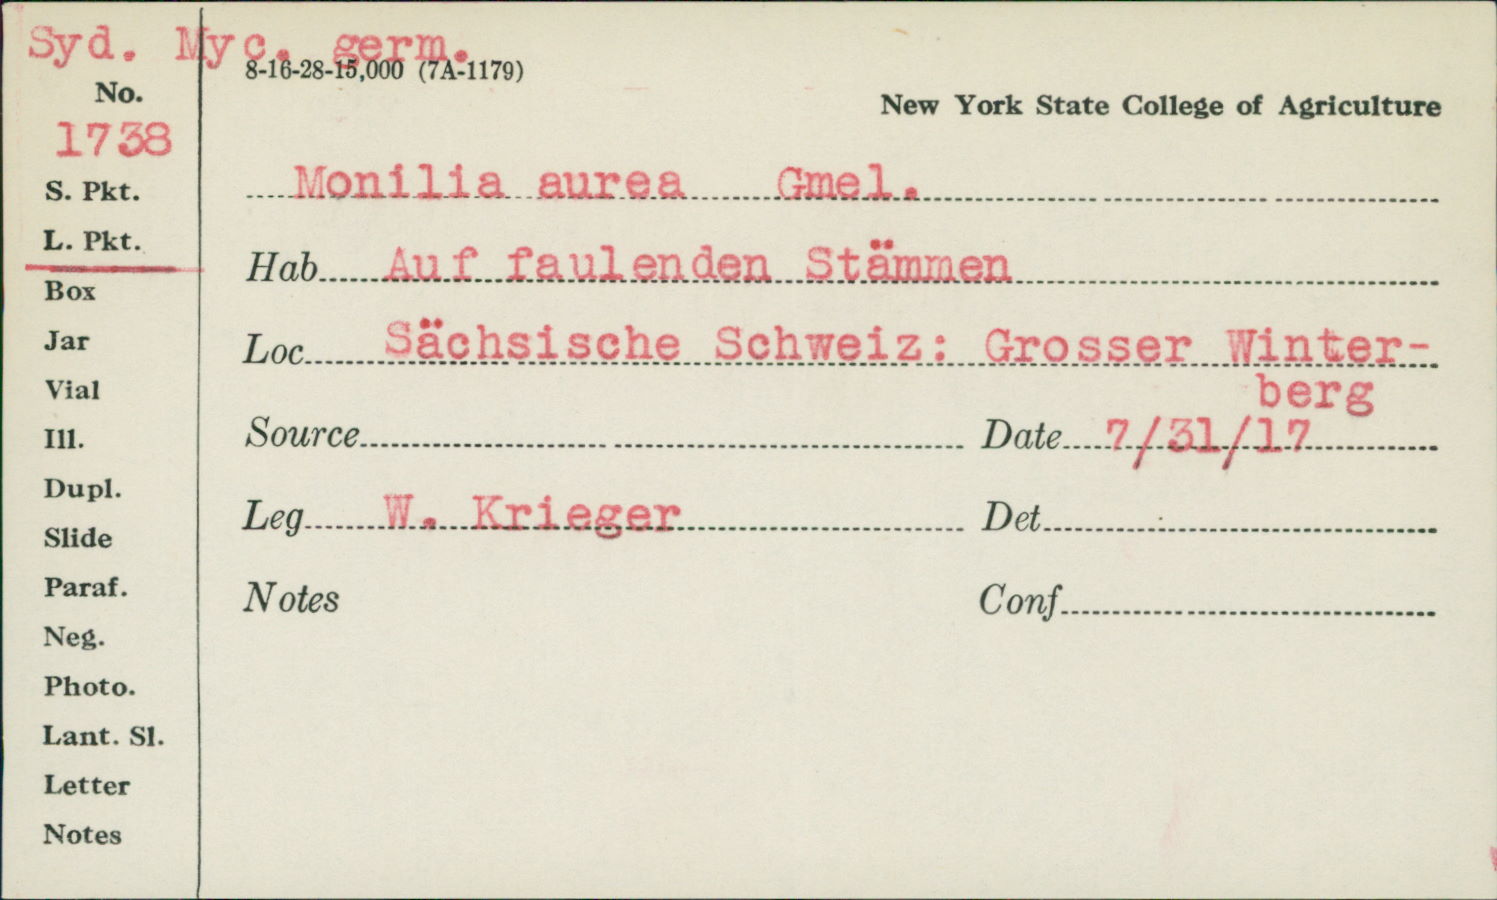 Syd. Myc. germ.
8-16-28-15,000 (7A-1179)
No.
New York State College of Agriculture
1738
S. Pkt.
Monilia aurea Gmel.
L. Pkt.
Hab Auf faulenden Stämmen
Box
Jar
Loc Sächsische Schweiz: Grosser Winter-
berg
Vial
Ill.
Source Date 7/31/17
Dupl.
Leg W. Krieger Det
Slide
Paraf.
Notes Conf
Neg.
Photo.
Lant. Sl.
Letter
Notes